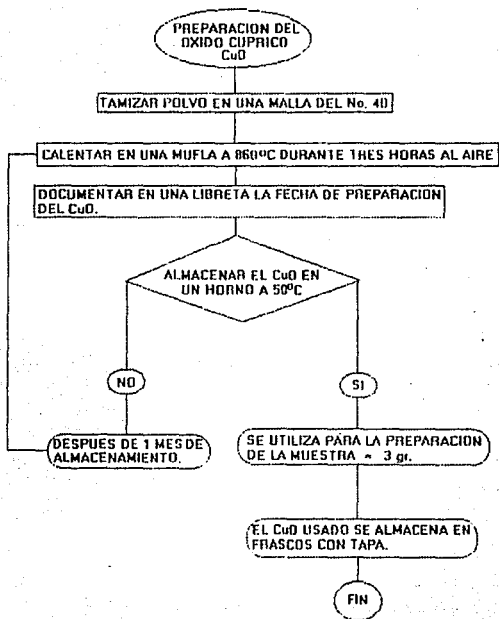 PREPARACION DEL
OXIDO CUPRICO
CuO
TAMIZAR POLVO EN UNA MALLA DEL No. 40
CALENTAR EN UNA MUFLA A 860ºC DURANTE TRES HORAS AL AIRE
DOCUMENTAR EN UNA LIBRETA LA FECHA DE PREPARACION
DEL CuO.
ALMACENAR EL CuO EN
UN HORNO A 50ºC
NO
SI
DESPUES DE 1 MES DE
ALMACENAMIENTO.
SE UTILIZA PARA LA PREPARACION
DE LA MUESTRA ≈ 3 gr.
EL CuO USADO SE ALMACENA EN
FRASCOS CON TAPA.
FIN